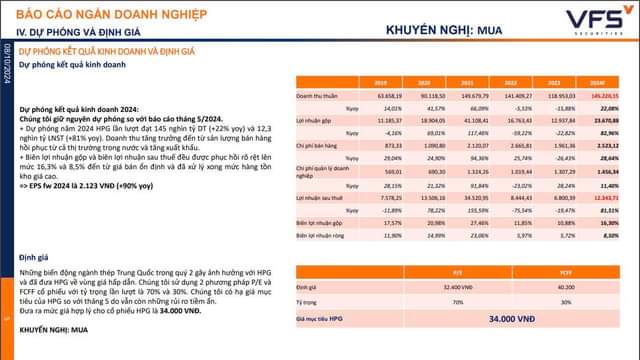 BÁO CÁO NGẮN DOANH NGHIỆP
IV. DỰ PHÓNG VÀ ĐỊNH GIÁ
KHUYẾN NGHỊ: MUA
VFS
SECURITIES
08/10/2024
DỰ PHÓNG KẾT QUẢ KINH DOANH VÀ ĐỊNH GIÁ
Dự phóng kết quả kinh doanh
Dự phóng kết quả kinh doanh 2024:
Chúng tôi giữ nguyên dự phóng so với báo cáo tháng 5/2024.
+ Dự phóng năm 2024 HPG lần lượt đạt 145 nghìn tỷ DT (+22% yoy) và 12,3
nghìn tỷ LNST (+81% yoy). Doanh thu tăng trưởng đến từ sản lượng bán hàng
hồi phục từ cả thị trường trong nước và tăng xuất khẩu.
+ Biên lợi nhuận gộp và biên lợi nhuận sau thuế đều được phục hồi rõ rệt lên
mức 16,3% và 8,5% đến từ giá bán ổn định và đã xử lý xong mức hàng tồn
kho giá cao.
=> EPS fw 2024 là 2.123 VNĐ (+90% yoy)
2019 2020 2021 2022 2023 2024F
Doanh thu thuần 63.658,19 90.118,50 149.679,79 141.409,27 118.953,03 145.220,15
%yoy 14,01% 41,57% 66,09% -5,53% -15,88% 22,08%
Lợi nhuận gộp 11.185,37 18.904,05 41.108,41 16.763,43 12.937,84 23.670,88
%yoy -4,16% 69,01% 117,46% -59,22% -22,82% 82,96%
Chi phí bán hàng 873,33 1.090,80 2.120,07 2.665,81 1.961,36 2.523,12
%yoy 29,04% 24,90% 94,36% 25,74% -26,43% 28,64%
Chi phí quản lý doanh
nghiệp 569,01 690,30 1.324,26 1.019,44 1.307,29 1.456,34
%yoy 28,15% 21,32% 91,84% -23,02% 28,24% 11,40%
Lợi nhuận sau thuế 7.578,25 13.506,16 34.520,95 8.444,43 6.800,39 12.343,71
%yoy -11,89% 78,22% 155,59% -75,54% -19,47% 81,51%
Biên lợi nhuận gộp 17,57% 20,98% 27,46% 11,85% 10,88% 16,30%
Biên lợi nhuận ròng 11,90% 14,99% 23,06% 5,97% 5,72% 8,50%
Định giá
Những biến động ngành thép Trung Quốc trong quý 2 gây ảnh hưởng với HPG
và đã đưa HPG về vùng giá hấp dẫn. Chúng tôi sử dụng 2 phương pháp P/E và
FCFF cổ phiếu với tỷ trọng lần lượt là 70% và 30%. Chúng tôi có hạ giá mục
tiêu của HPG so với tháng 5 do vẫn còn những rủi ro tiềm ẩn.
Đưa ra mức giá hợp lý cho cổ phiếu HPG là 34.000 VNĐ.
KHUYẾN NGHỊ: MUA
P/E FCFF
Định giá 32.400 VNĐ 40.200
Tỷ trọng 70% 30%
Giá mục tiêu HPG 34.000 VNĐ
5